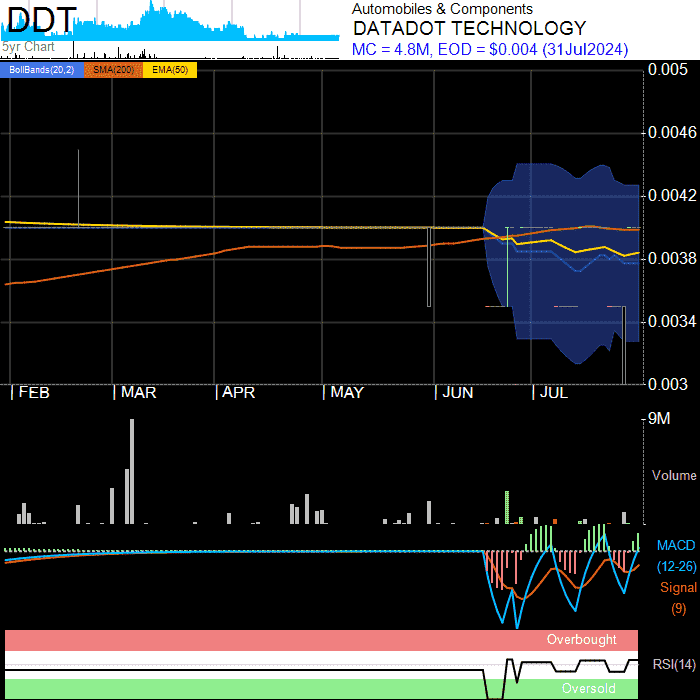 DDT
5yr Chart
Automobiles & Components
DATADOT TECHNOLOGY
MC = 4.8M, EOD = $0.004 (31Jul2024)
BollBands(20,2) SMA(200) EMA(50)
0.005
0.0046
0.0042
0.0038
0.0034
0.003
FEB MAR APR MAY JUN JUL
9M
Volume
MACD
(12-26)
Signal
(9)
Overbought
RSI(14)
Oversold